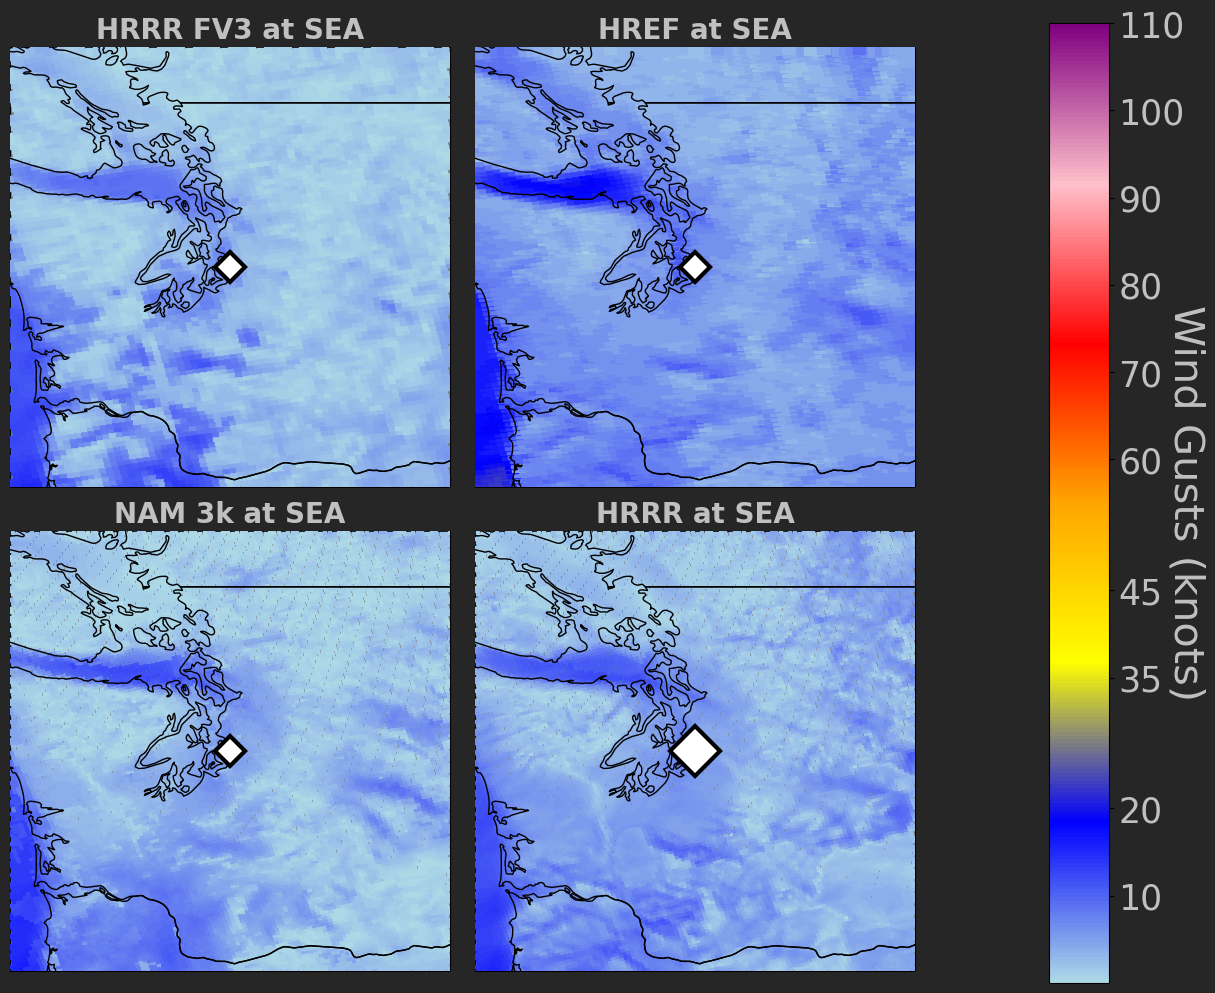 HRRR FV3 at SEA
HREF at SEA
NAM 3k at SEA
HRRR at SEA
110
100
90
80
70
60
45
35
20
10
Wind Gusts (knots)